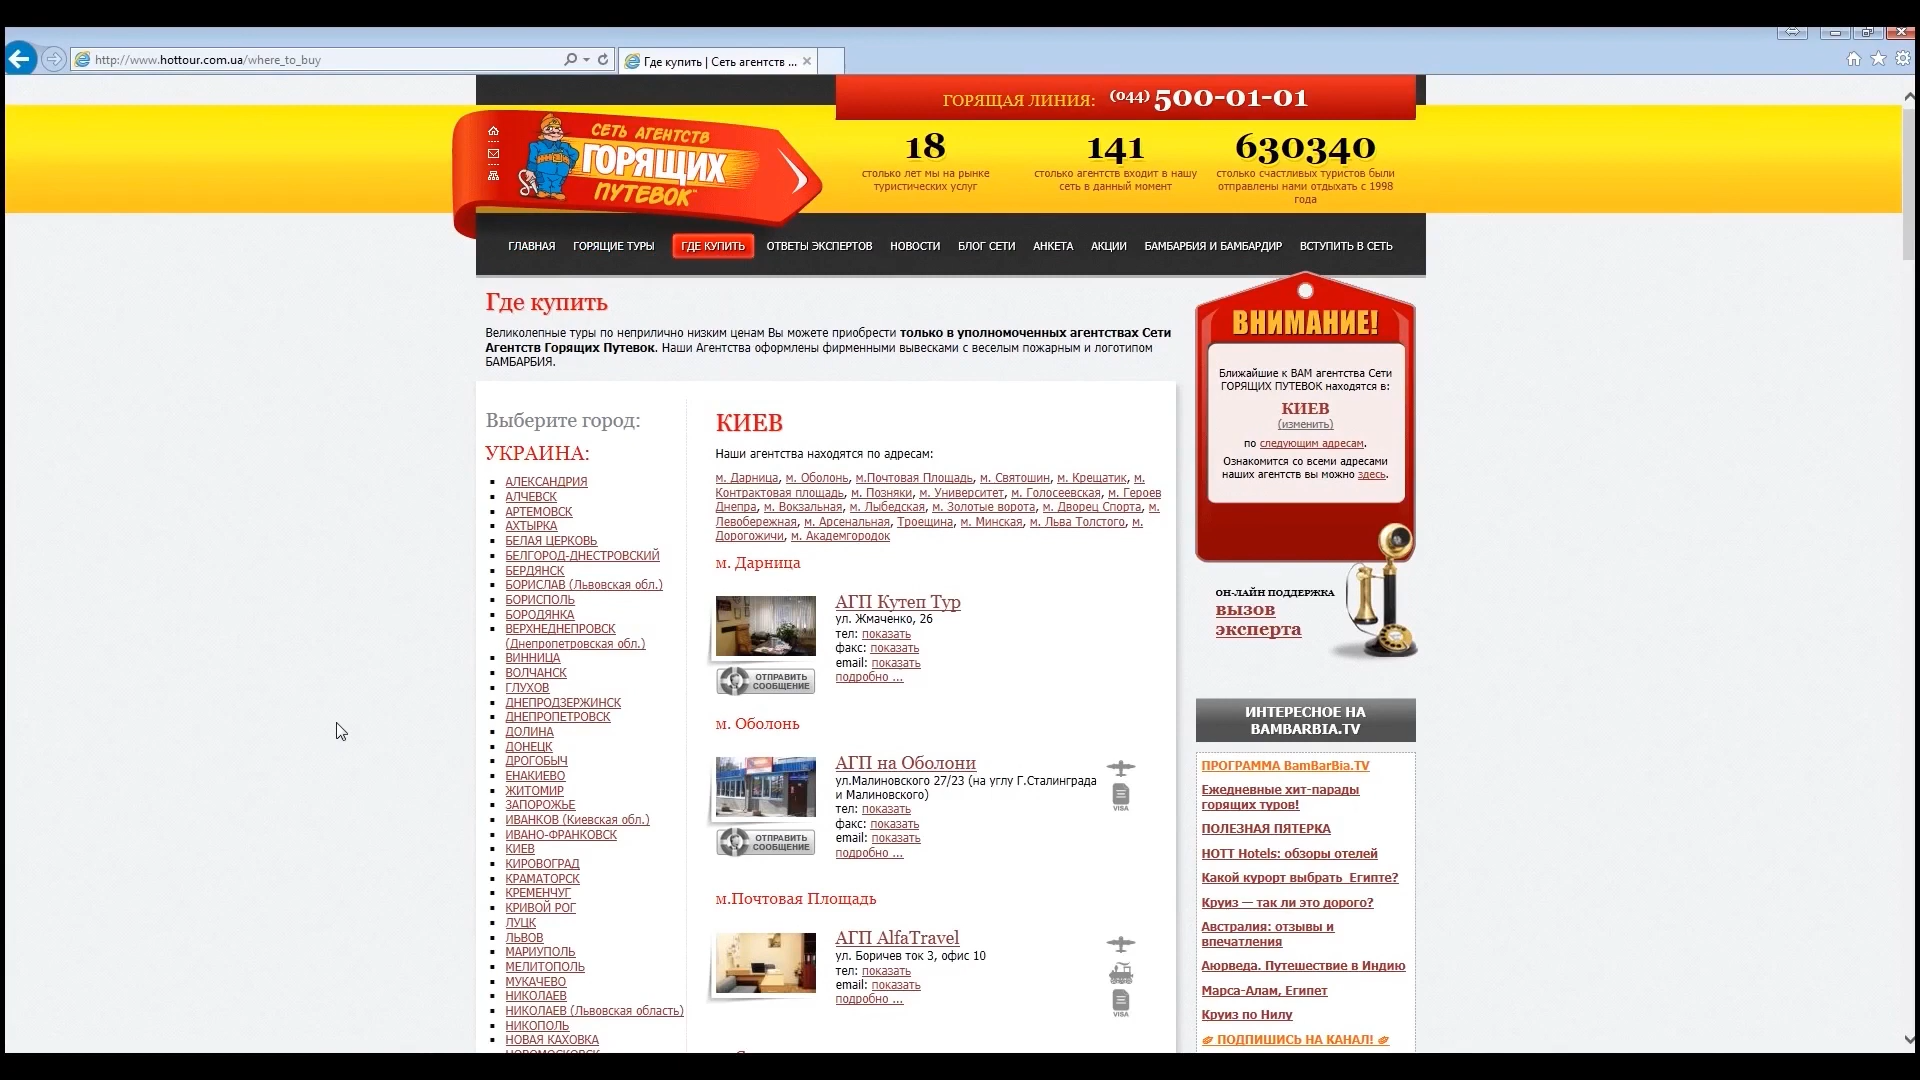 http://www.hottour.com.ua/where_to_buy
Где купить | Сеть агентств ...
ГОРЯЩАЯ ЛИНИЯ: (044) 500-01-01
СЕТЬ АГЕНТСТВ
ГОРЯЩИХ
ПУТЕВОК
18
столько лет мы на рынке
туристических услуг
141
столько агентств входит в нашу
сеть в данный момент
630340
столько счастливых туристов были
отправлены нами отдыхать с 1998
года
ГЛАВНАЯ ГОРЯЩИЕ ТУРЫ ГДЕ КУПИТЬ ОТВЕТЫ ЭКСПЕРТОВ НОВОСТИ БЛОГ СЕТИ АНКЕТА АКЦИИ БАМБАРБИЯ И БАМБАРДИР ВСТУПИТЬ В СЕТЬ
Где купить
Великолепные туры по неприлично низким ценам Вы можете приобрести только в уполномоченных агентствах Сети
Агентств Горящих Путевок. Наши Агентства оформлены фирменными вывесками с веселым пожарным и логотипом
БАМБАРБИЯ.
Выберите город:
УКРАИНА:
АЛЕКСАНДРИЯ
АЛЧЕВСК
АРТЕМОВСК
АХТЫРКА
БЕЛАЯ ЦЕРКОВЬ
БЕЛГОРОД-ДНЕСТРОВСКИЙ
БЕРДЯНСК
БОРИСЛАВ (Львовская обл.)
БОРИСПОЛЬ
БОРОДЯНКА
ВЕРХНЕДНЕПРОВСК
(Днепропетровская обл.)
ВИННИЦА
ВОЛЧАНСК
ГЛУХОВ
ДНЕПРОДЗЕРЖИНСК
ДНЕПРОПЕТРОВСК
ДОЛИНА
ДОНЕЦК
ДРОГОБЫЧ
ЕНАКИЕВО
ЖИТОМИР
ЗАПОРОЖЬЕ
ИВАНКОВ (Киевская обл.)
ИВАНО-ФРАНКОВСК
КИЕВ
КИРОВОГРАД
КРАМАТОРСК
КРЕМЕНЧУГ
КРИВОЙ РОГ
ЛУЦК
ЛЬВОВ
МАРИУПОЛЬ
МЕЛИТОПОЛЬ
МУКАЧЕВО
НИКОЛАЕВ
НИКОЛАЕВ (Львовская область)
НИКОПОЛЬ
НОВАЯ КАХОВКА
КИЕВ
Наши агентства находятся по адресам:
м. Дарница, м. Оболонь, м.Почтовая Площадь, м. Святошин, м. Крещатик, м.
Контрактовая площадь, м. Позняки, м. Университет, м. Голосеевская, м. Героев
Днепра, м. Вокзальная, м. Лыбедская, м. Золотые ворота, м. Дворец Спорта, м.
Левобережная, м. Арсенальная, Троещина, м. Минская, м. Льва Толстого, м.
Дорогожичи, м. Академгородок
м. Дарница
АГП Кутеп Тур
ул. Жмаченко, 26
тел: показать
факс: показать
email: показать
подробно ...
ОТПРАВИТЬ
СООБЩЕНИЕ
м. Оболонь
АГП на Оболони
ул.Малиновского 27/23 (на углу Г.Сталинграда
и Малиновского)
тел: показать
факс: показать
email: показать
подробно ...
ОТПРАВИТЬ
СООБЩЕНИЕ
VISA
м.Почтовая Площадь
АГП AlfaTravel
ул. Боричев ток 3, офис 10
тел: показать
email: показать
подробно ...
VISA
ВНИМАНИЕ!
Ближайшие к ВАМ агентства Сети
ГОРЯЩИХ ПУТЕВОК находятся в:
КИЕВ
(изменить)
по следующим адресам.
Ознакомится со всеми адресами
наших агентств вы можно здесь.
ОН-ЛАЙН ПОДДЕРЖКА
вызов
эксперта
ИНТЕРЕСНОЕ НА
BAMBARBIA.TV
ПРОГРАММА BamBarBia.TV
Ежедневные хит-парады
горящих туров!
ПОЛЕЗНАЯ ПЯТЕРКА
HOTT Hotels: обзоры отелей
Какой курорт выбрать Египте?
Круиз — так ли это дорого?
Австралия: отзывы и
впечатления
Аюрведа. Путешествие в Индию
Марса-Алам, Египет
Круиз по Нилу
ПОДПИШИСЬ НА КАНАЛ!